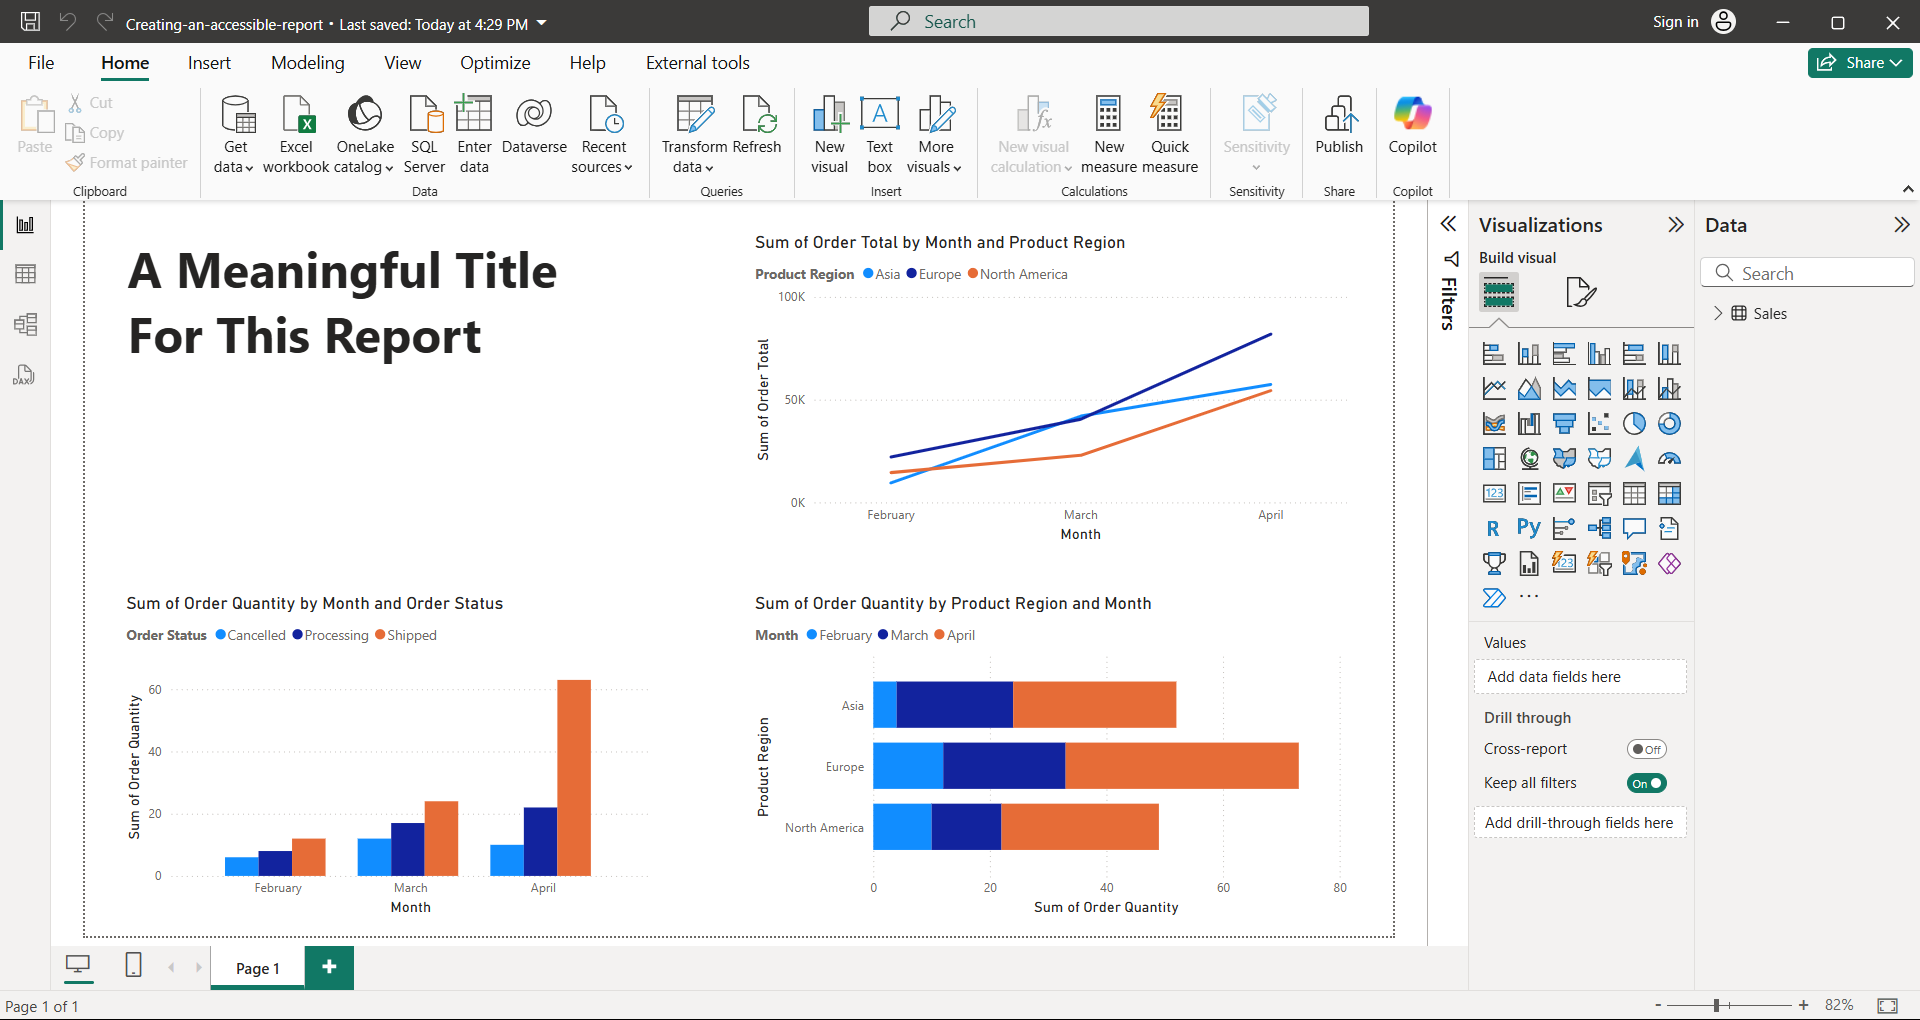 Creating-an-accessible-report • Last saved: Today at 4:29 PM
Search
Sign in
File
Home
Insert
Modeling
View
Optimize
Help
External tools
Share
Paste
Cut
Copy
Format painter
Clipboard
Get data
Excel workbook
OneLake catalog
SQL Server
Enter data
Dataverse
Recent sources
Data
Transform data
Refresh
Queries
New visual
A
Text box
More visuals
Insert
fx
New visual calculation
New measure
Quick measure
Calculations
Sensitivity
Sensitivity
Publish
Share
Copilot
Copilot
DAX
A Meaningful Title
For This Report
Sum of Order Total by Month and Product Region
Product Region Asia Europe North America
100K
50K
0K
Sum of Order Total
February March April
Month
Sum of Order Quantity by Month and Order Status
Order Status Cancelled Processing Shipped
60
40
20
0
Sum of Order Quantity
February March April
Month
Sum of Order Quantity by Product Region and Month
Month February March April
Product Region
Asia
Europe
North America
0 20 40 60 80
Sum of Order Quantity
Filters
Visualizations
Build visual
123
R
Py
123
...
Values
Add data fields here
Drill through
Cross-report
Off
Keep all filters
On
Add drill-through fields here
Data
Search
Sales
Page 1
+
Page 1 of 1
- + 82%